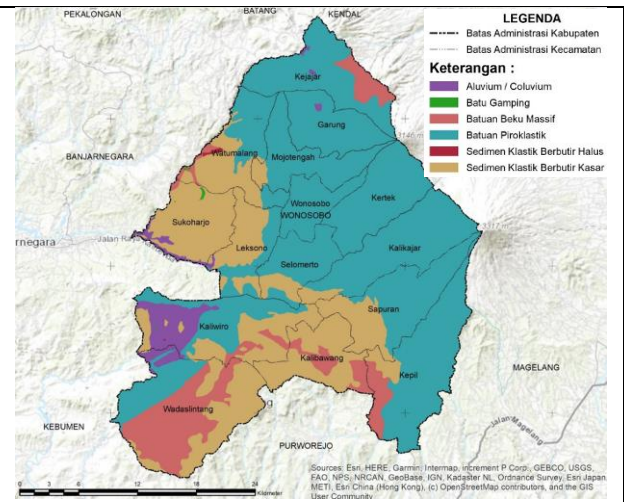 PEKALONGAN
BATANG
KENDAL
LEGENDA
Batas Administrasi Kabupaten
Batas Administrasi Kecamatan
Keterangan :
Aluvium / Coluvium
Batu Gamping
Batuan Beku Massif
Batuan Piroklastik
Sedimen Klastik Berbutir Halus
Sedimen Klastik Berbutir Kasar
Kejajar
Garung
Watumalang
Mojotengah
BANJARNEGARA
Kertek
Wonosobo
WONOSOBO
Sukoharjo
Kalikajar
negara
Jalan Raya
Leksono
Selomerto
Sapuran
Kaliwiro
Kalibawang
Kepil
MAGELANG
Wadaslintang
KEBUMEN
PURWOREJO
Jalan Magelang
Kilometer
Sources: Esri, HERE, Garmin, Intermap, increment P Corp., GEBCO, USGS,
FAO, NPS, NRCAN, GeoBase, IGN, Kadaster NL, Ordnance Survey, Esri Japan,
METI, Esri China (Hong Kong), (c) OpenStreetMap contributors, and the GIS
User Community